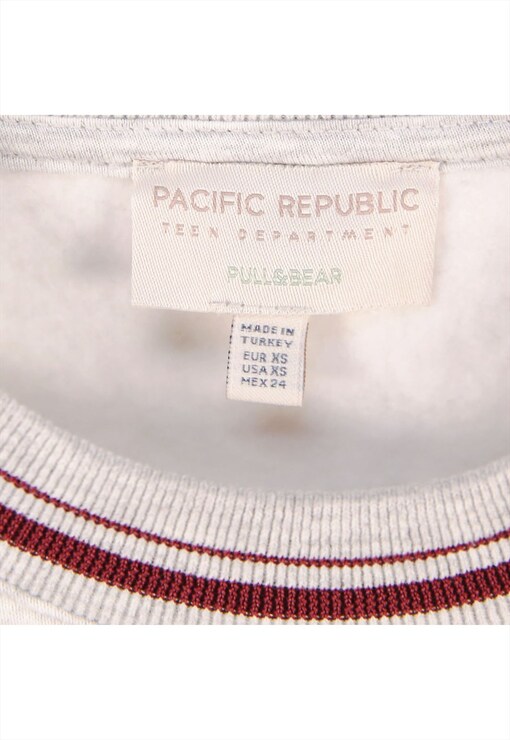 PACIFIC REPUBLIC
TEEN DEPARTMENT
PULL&BEAR
MADE IN
TURKEY
EUR XS
USA XS
MEX 24